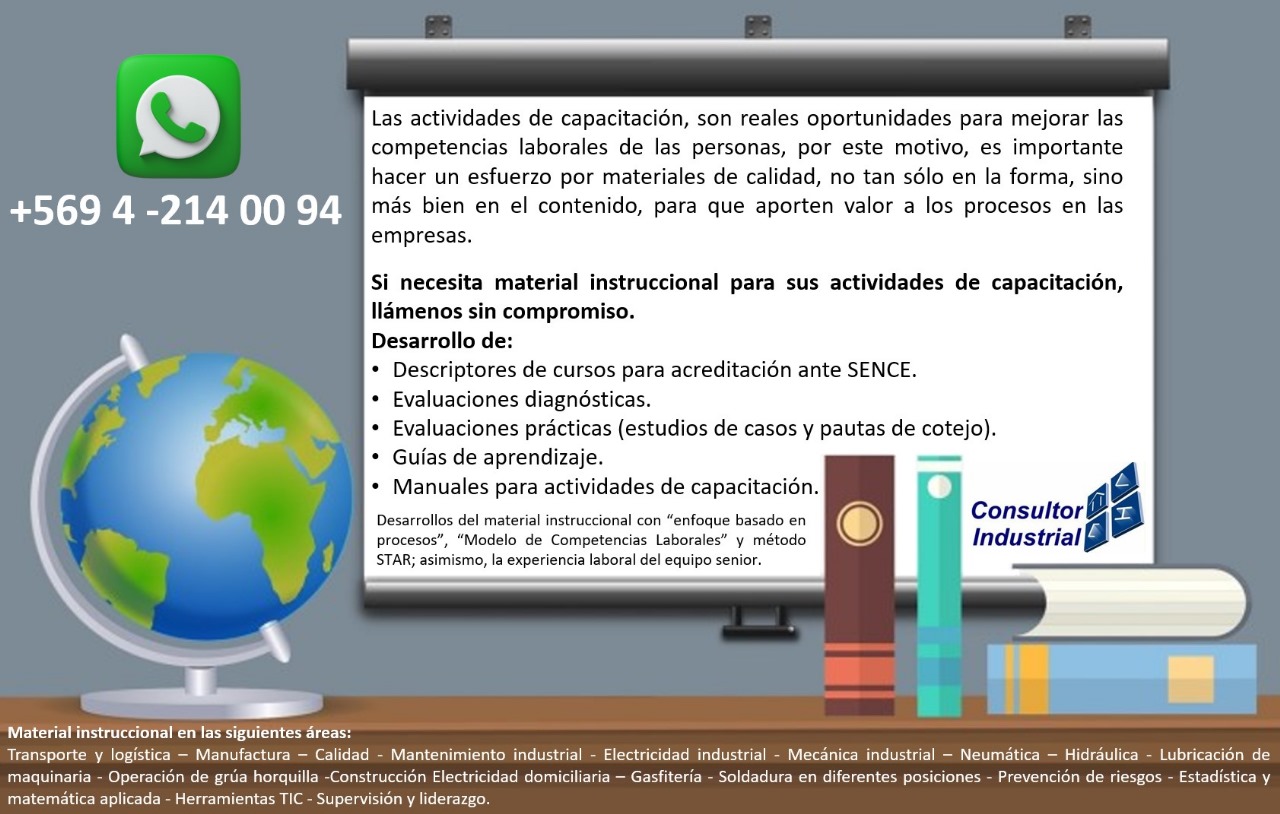 +569 4 -214 00 94
Las actividades de capacitación, son reales oportunidades para mejorar las
competencias laborales de las personas, por este motivo, es importante
hacer un esfuerzo por materiales de calidad, no tan sólo en la forma, sino
más bien en el contenido, para que aporten valor a los procesos en las
empresas.
Si necesita material instruccional para sus actividades de capacitación,
llámenos sin compromiso.
Desarrollo de:
• Descriptores de cursos para acreditación ante SENCE.
• Evaluaciones diagnósticas.
• Evaluaciones prácticas (estudios de casos y pautas de cotejo).
• Guías de aprendizaje.
• Manuales para actividades de capacitación.
Desarrollos del material instruccional con “enfoque basado en
procesos”, “Modelo de Competencias Laborales” y método
STAR; asimismo, la experiencia laboral del equipo senior.
Consultor
Industrial
Material instruccional en las siguientes áreas:
Transporte y logística – Manufactura – Calidad - Mantenimiento industrial - Electricidad industrial - Mecánica industrial – Neumática – Hidráulica - Lubricación de
maquinaria - Operación de grúa horquilla -Construcción Electricidad domiciliaria – Gasfitería - Soldadura en diferentes posiciones - Prevención de riesgos - Estadística y
matemática aplicada - Herramientas TIC - Supervisión y liderazgo.